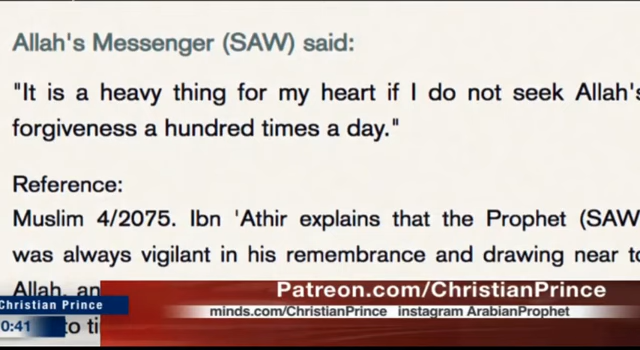 Allah's Messenger (SAW) said:
"It is a heavy thing for my heart if I do not seek Allah's
forgiveness a hundred times a day."
Reference:
Muslim 4/2075. Ibn 'Athir explains that the Prophet (SAW
was always vigilant in his remembrance and drawing near to
Allah, an
to ti
Patreon.com/ChristianPrince
Christian Prince
minds.com/ChristianPrince instagram ArabianProphet
0:41